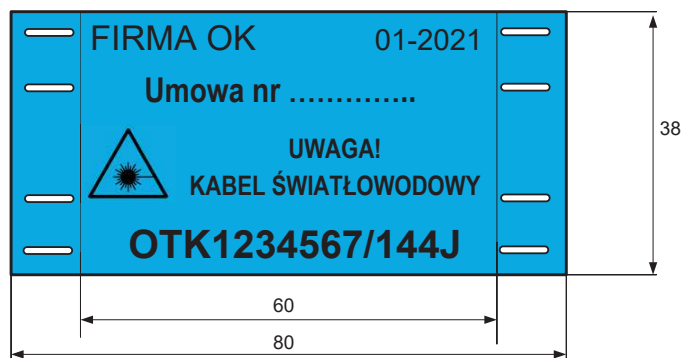 FIRMA OK 01-2021
Umowa nr …………..
UWAGA!
KABEL ŚWIATŁOWODOWY
OTK1234567/144J
38
60
80